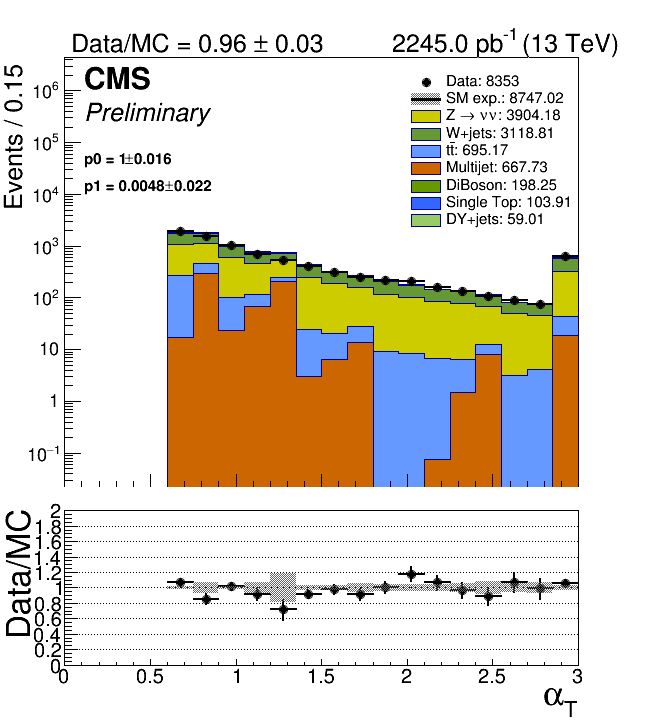 Data/MC = 0.96 ± 0.03 2245.0 pb⁻¹ (13 TeV)
CMS
Preliminary
p0 = 1±0.016
p1 = 0.0048±0.022
Data: 8353
SM exp.: 8747.02
Z → νν: 3904.18
W+jets: 3118.81
tt̄: 695.17
Multijet: 667.73
DiBoson: 198.25
Single Top: 103.91
DY+jets: 59.01
Events / 0.15
10⁶
10⁵
10⁴
10³
10²
10
1
10⁻¹
Data/MC
2
1.8
1.6
1.4
1.2
1
0.8
0.6
0.4
0.2
0
0 0.5 1 1.5 2 2.5 3
α_T